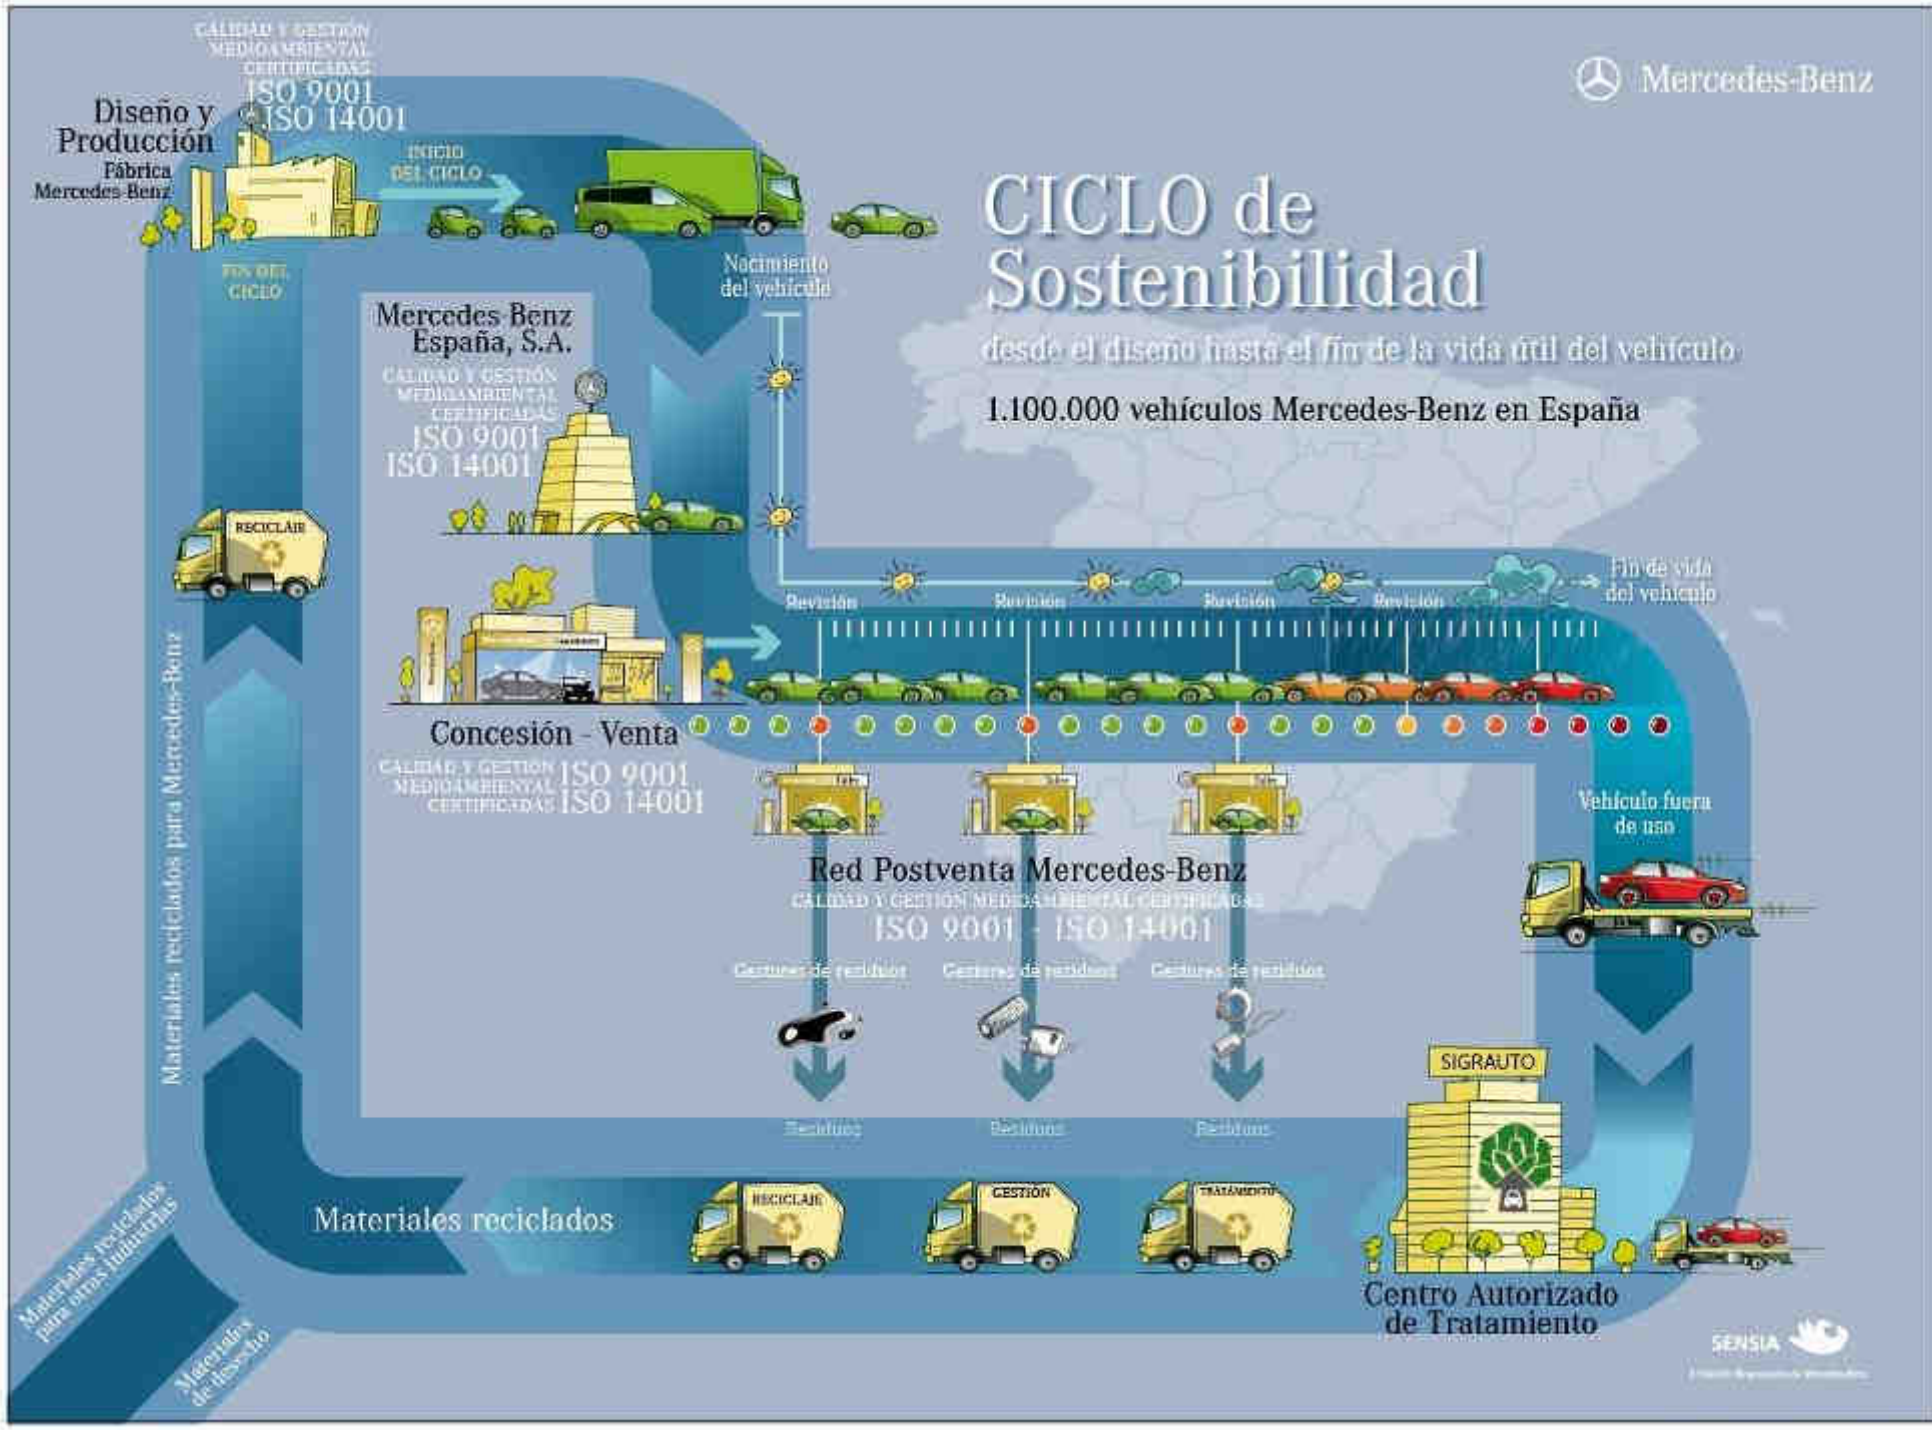 CALIDAD Y GESTIÓN
MEDIOAMBIENTAL
CERTIFICADAS
ISO 9001
ISO 14001
Diseño y
Producción
Fábrica
Mercedes-Benz
INICIO
DEL CICLO
FIN DEL
CICLO
Mercedes-Benz
CICLO de
Sostenibilidad
desde el diseño hasta el fin de la vida útil del vehículo
1.100.000 vehículos Mercedes-Benz en España
Nacimiento
del vehículo
Mercedes-Benz
España, S.A.
CALIDAD Y GESTIÓN
MEDIOAMBIENTAL
CERTIFICADAS
ISO 9001
ISO 14001
RECICLAJE
Revisión
Revisión
Revisión
Revisión
Fin de vida
del vehículo
Concesión - Venta
CALIDAD Y GESTIÓN
MEDIOAMBIENTAL
CERTIFICADAS
ISO 9001
ISO 14001
Vehículo fuera
de uso
Red Postventa Mercedes-Benz
CALIDAD Y GESTIÓN MEDIOAMBIENTAL CERTIFICADAS
ISO 9001 - ISO 14001
Gestores de residuos
Gestores de residuos
Gestores de residuos
Residuos
Residuos
Residuos
SIGRAUTO
Centro Autorizado
de Tratamiento
TRATAMIENTO
GESTIÓN
RECICLAJE
Materiales reciclados
Materiales reciclados para Mercedes-Benz
Materiales reciclados
para otras industrias
Materiales
de desecho
SENSIA